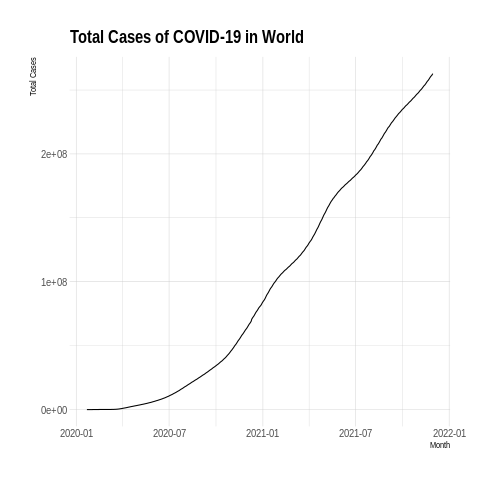 Total Cases of COVID-19 in World
Total Cases
2e+08
1e+08
0e+00
2020-01 2020-07 2021-01 2021-07 2022-01
Month